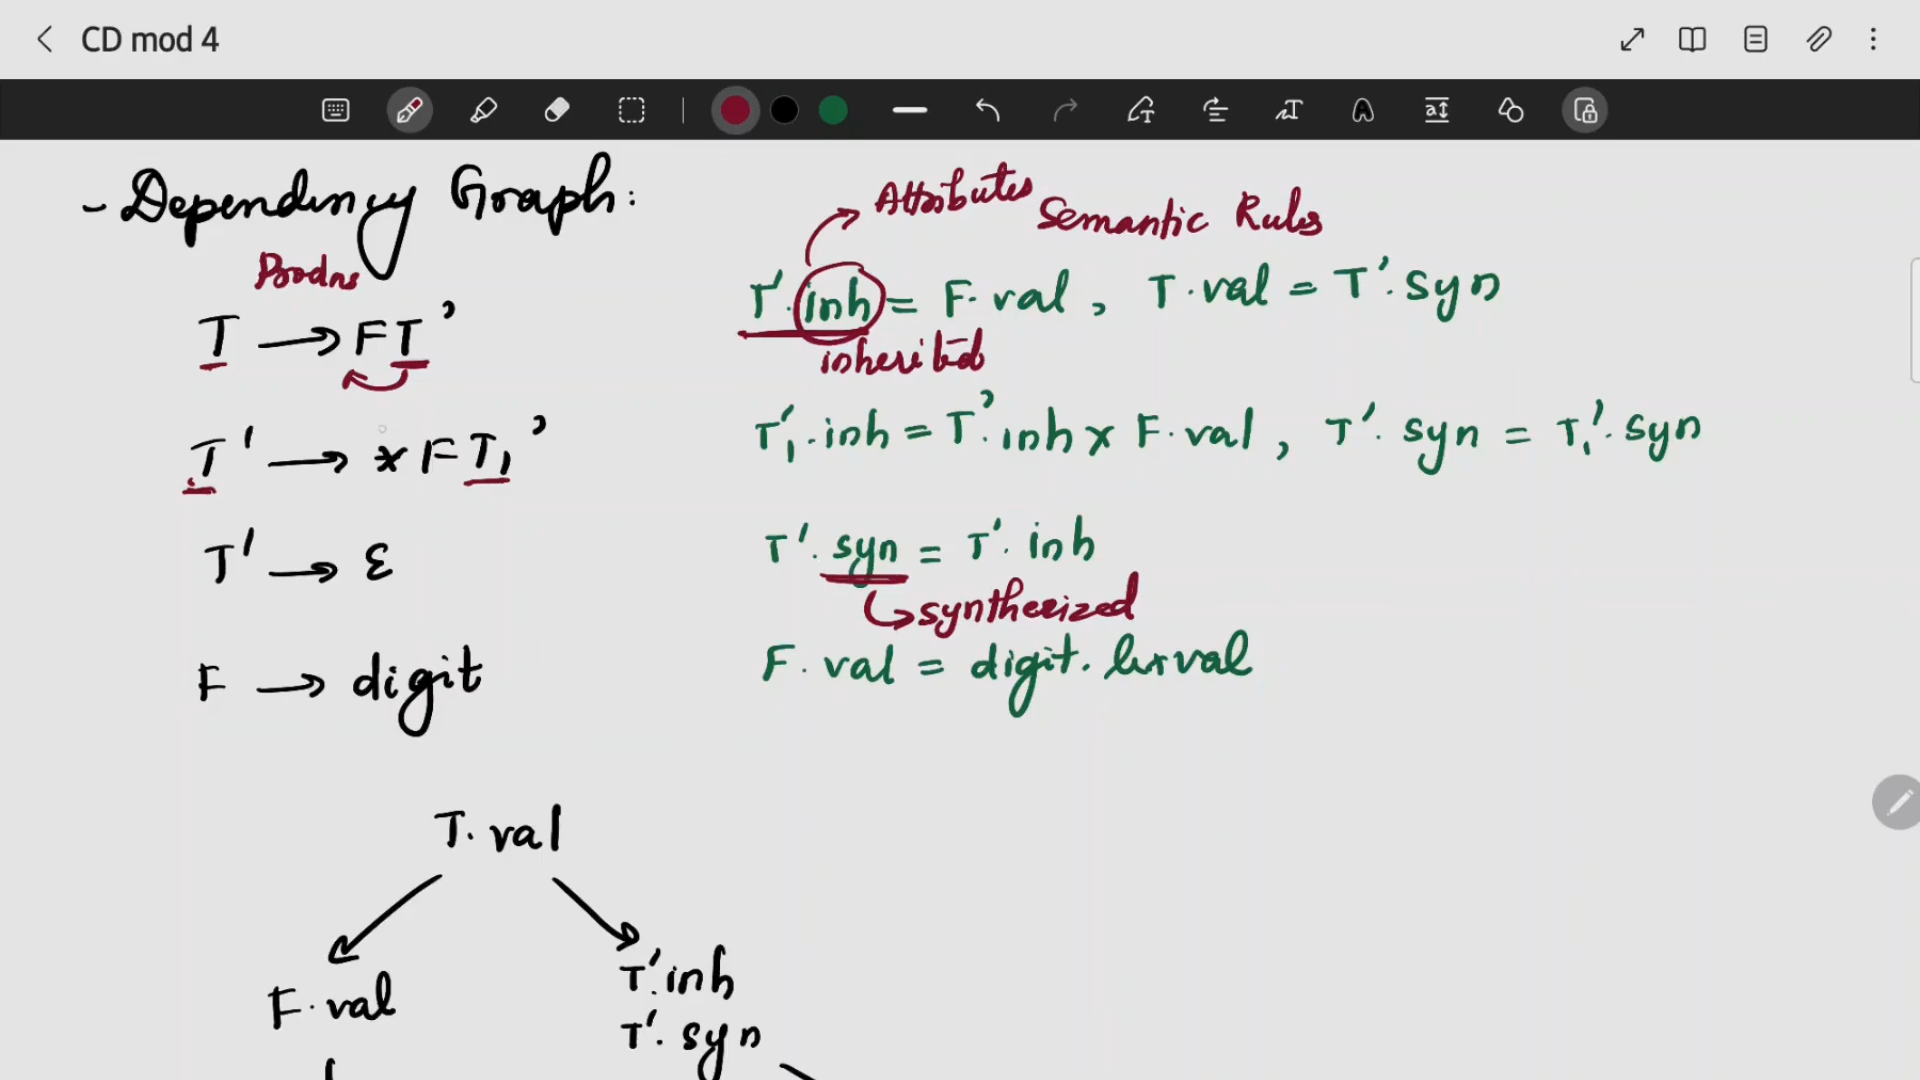 CD mod 4
- Dependency Graph:
Attributes
Semantic Rules
Prodns
T → FT'
T'.inh = F.val, T.val = T'.syn
inherited
T' → * F T₁'
T₁'.inh = T'.inh x F.val, T'.syn = T₁'.syn
T' → ε
T'.syn = T'.inh
synthesized
F → digit
F.val = digit.lexval
T.val
F.val
T'.inh
T'.syn